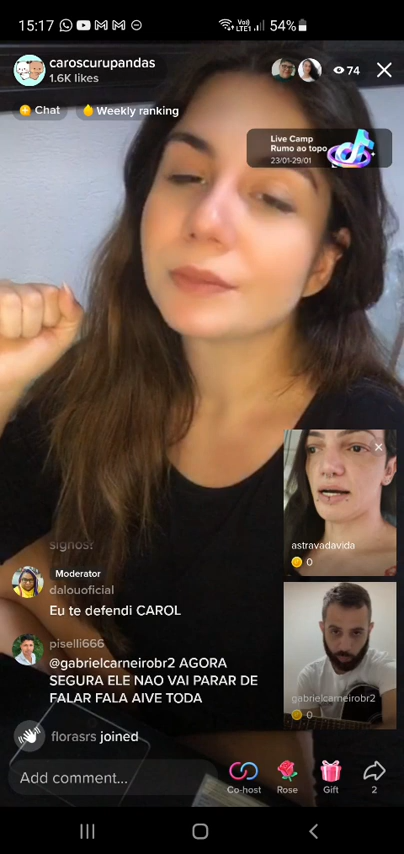 15:17
Vo))
LTE1
54%
caroscurupandas
1.6K likes
74
Chat
Weekly ranking
Live Camp
Rumo ao topo
23/01-29/01
signos?
Moderator
dalouoficial
Eu te defendi CAROL
piselli666
@gabrielcarneirobr2 AGORA
SEGURA ELE NAO VAI PARAR DE
FALAR FALA AIVE TODA
astravadavida
0
gabrielcarneirobr2
0
florasrs joined
Add comment...
Co-host
Rose
Gift
2